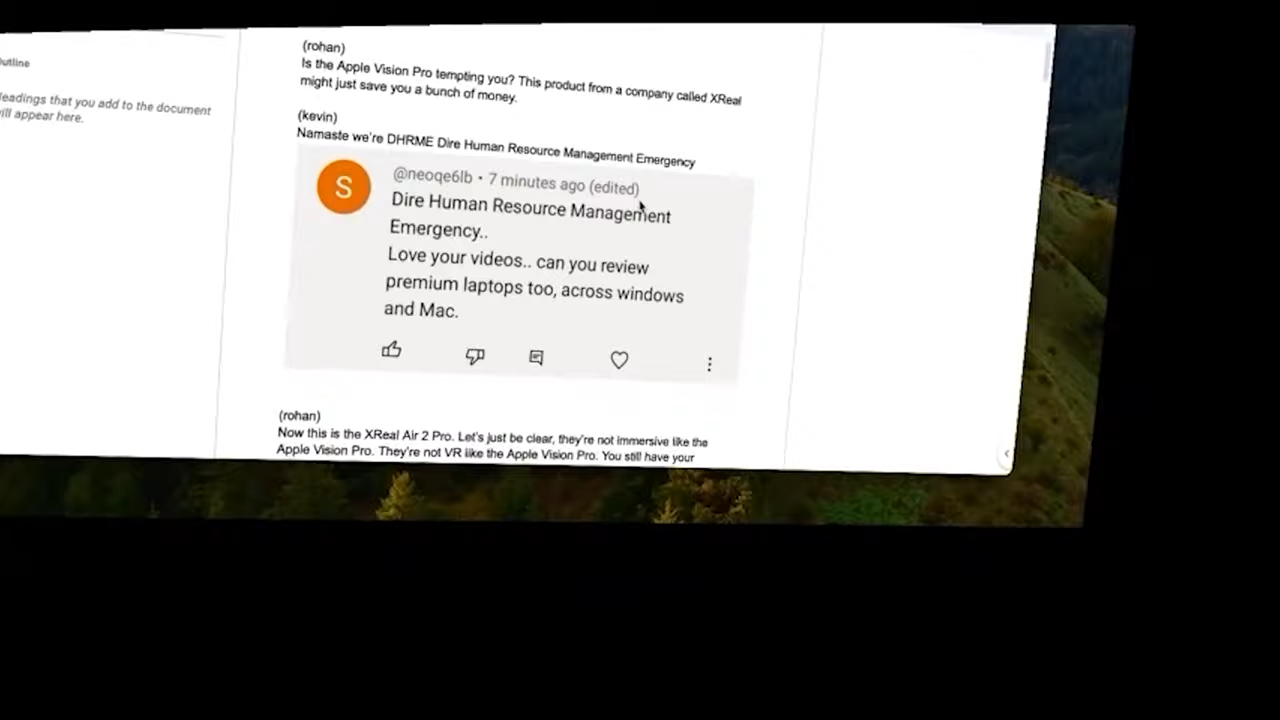 utline
eadings that you add to the document
ill appear here.
(rohan)
Is the Apple Vision Pro tempting you? This product from a company called XReal
might just save you a bunch of money.
(kevin)
Namaste we're DHRME Dire Human Resource Management Emergency
S
@neoqe6lb • 7 minutes ago (edited)
Dire Human Resource Management
Emergency..
Love your videos.. can you review
premium laptops too, across windows
and Mac.
(rohan)
Now this is the XReal Air 2 Pro. Let's just be clear, they're not immersive like the
Apple Vision Pro. They're not VR like the Apple Vision Pro. You still have your